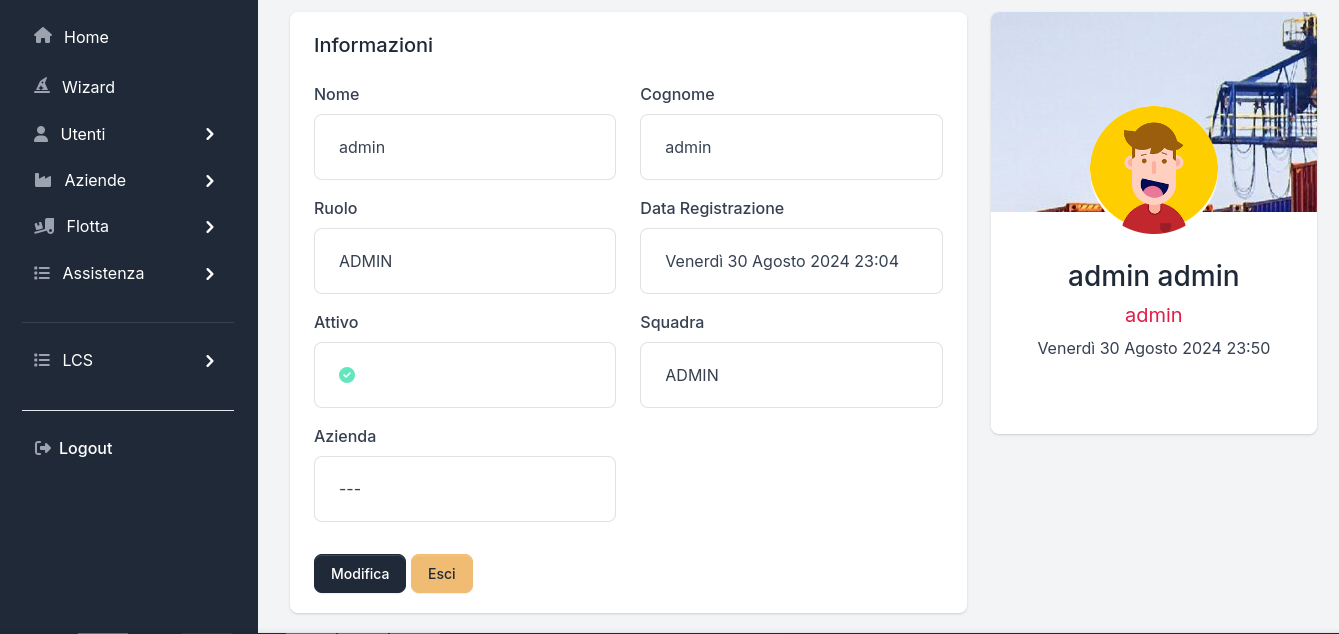 Home
Wizard
Utenti
Aziende
Flotta
Assistenza
LCS
Logout
Informazioni
Nome
Cognome
admin
admin
Ruolo
Data Registrazione
ADMIN
Venerdì 30 Agosto 2024 23:04
Attivo
Squadra
ADMIN
Azienda
---
Modifica
Esci
admin admin
admin
Venerdì 30 Agosto 2024 23:50